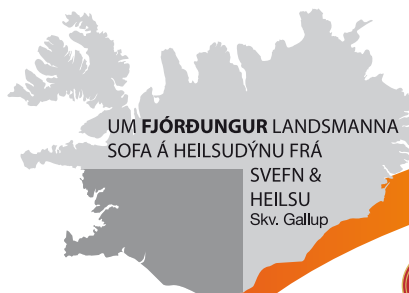 UM FJÓRÐUNGUR LANDSMANNA
SOFA Á HEILSUDÝNU FRÁ
SVEFN &
HEILSU
Skv. Gallup